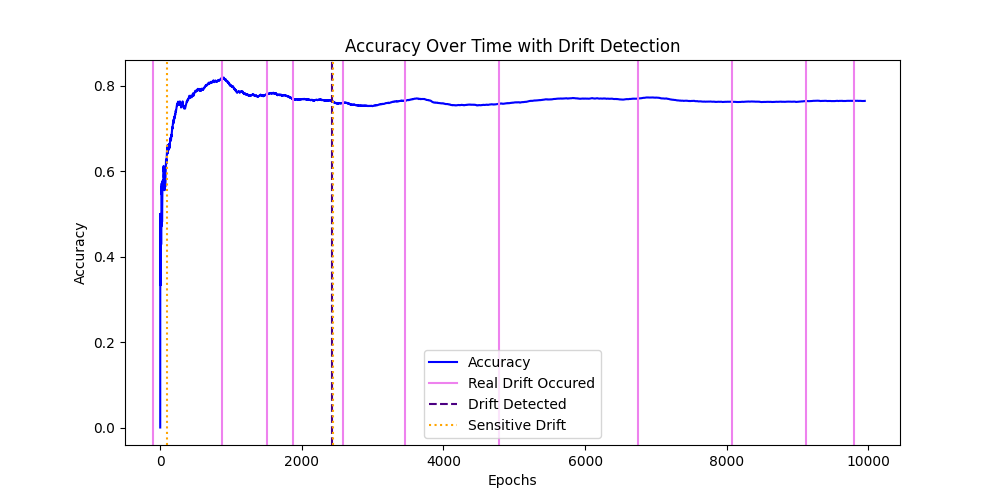 Accuracy Over Time with Drift Detection
Accuracy
0.8
0.6
0.4
0.2
0.0
Accuracy
Real Drift Occured
Drift Detected
Sensitive Drift
0 2000 4000 6000 8000 10000
Epochs